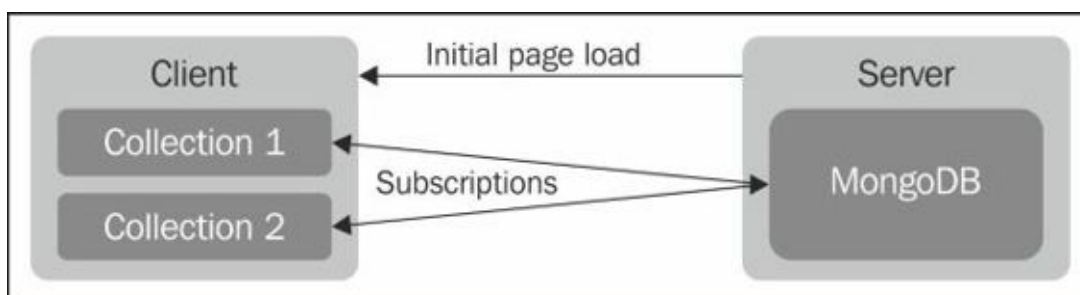 Initial page load
Client
Server
Collection 1
Subscriptions
MongoDB
Collection 2